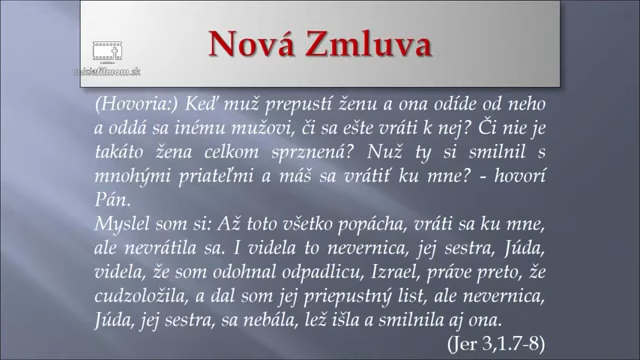 Nová Zmluva
(Hovoria:) Keď muž prepustí ženu a ona odíde od neho
a oddá sa inému mužovi, či sa ešte vráti k nej? Či nie je
takáto žena celkom sprznená? Nuž ty si smilnil s
mnohými priateľmi a máš sa vrátiť ku mne? - hovorí
Pán.
Myslel som si: Až toto všetko popácha, vráti sa ku mne,
ale nevrátila sa. I videla to nevernica, jej sestra, Júda,
videla, že som odohnal odpadlicu, Izrael, práve preto, že
cudzoložila, a dal som jej priepustný list, ale nevernica,
Júda, jej sestra, sa nebála, lež išla a smilnila aj ona.
(Jer 3,1.7-8)